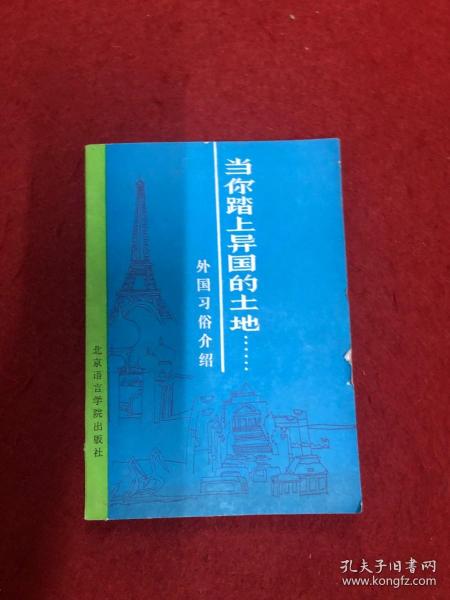 当你踏上异国的土地……
外国习俗介绍
北京语言学院出版社
孔夫子旧书网
www.kongfz.com